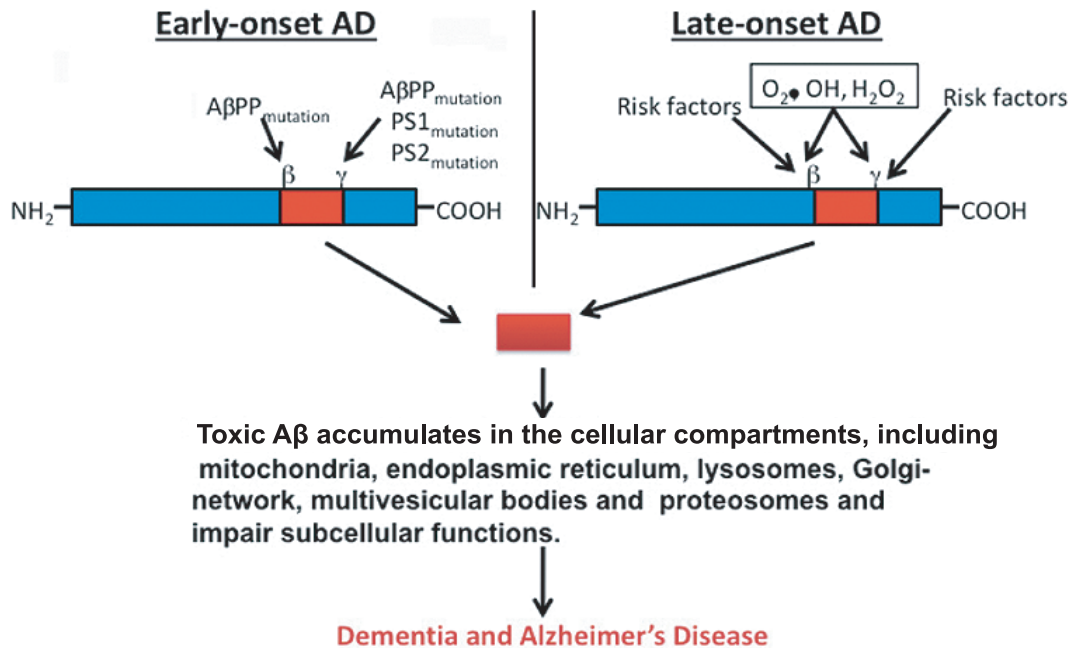 Early-onset AD
AβPPmutation
AβPPmutation
PS1mutation
PS2mutation
β
γ
NH2
COOH
Late-onset AD
Risk factors
O2• OH, H2O2
Risk factors
β
γ
NH2
COOH
Toxic Aβ accumulates in the cellular compartments, including
mitochondria, endoplasmic reticulum, lysosomes, Golgi-
network, multivesicular bodies and proteosomes and
impair subcellular functions.
Dementia and Alzheimer’s Disease